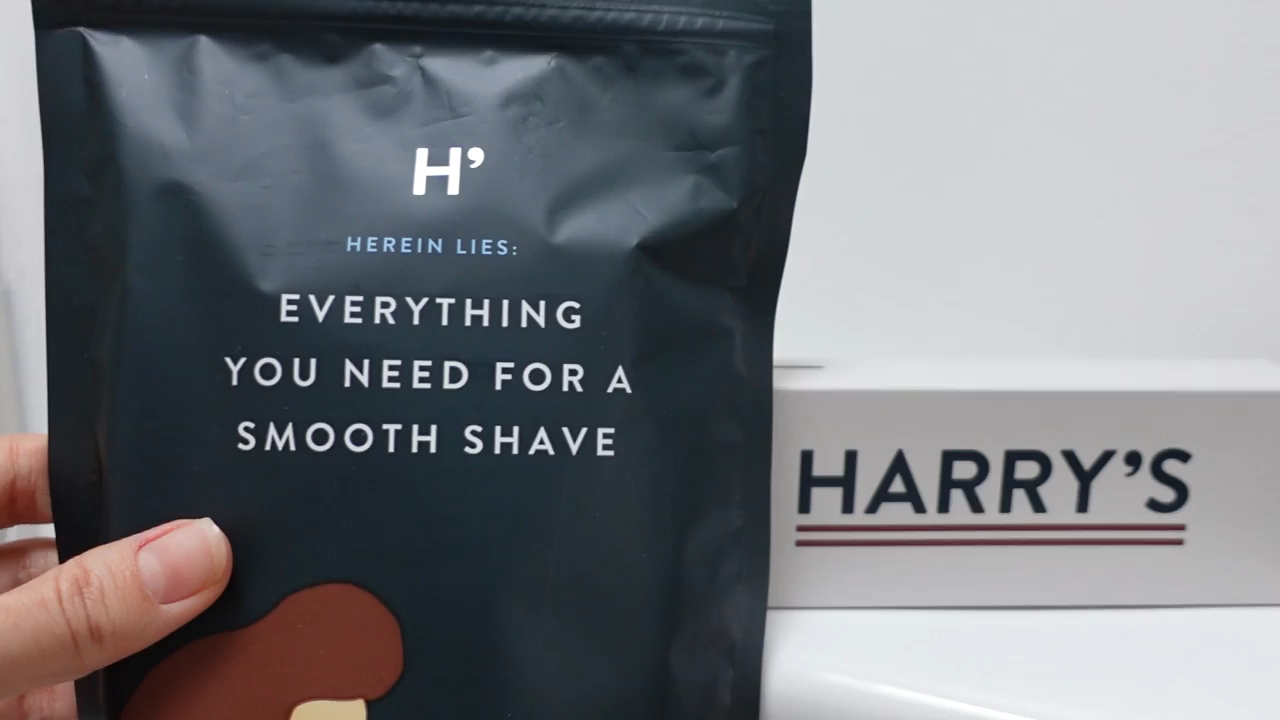 H’
HEREIN LIES:
EVERYTHING
YOU NEED FOR A
SMOOTH SHAVE
HARRY’S